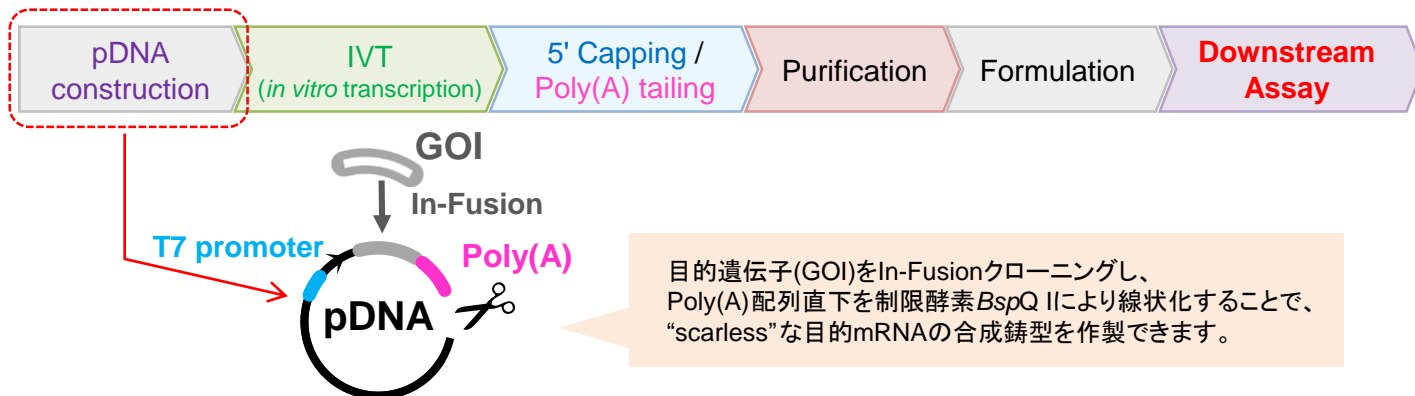 pDNA
construction
IVT
(in vitro transcription)
5' Capping /
Poly(A) tailing
Purification
Formulation
Downstream
Assay
GOI
In-Fusion
T7 promoter
Poly(A)
pDNA
目的遺伝子(GOI)をIn-Fusionクローニングし、
Poly(A)配列直下を制限酵素BspQ Iにより線状化することで、
“scarless”な目的mRNAの合成鋳型を作製できます。